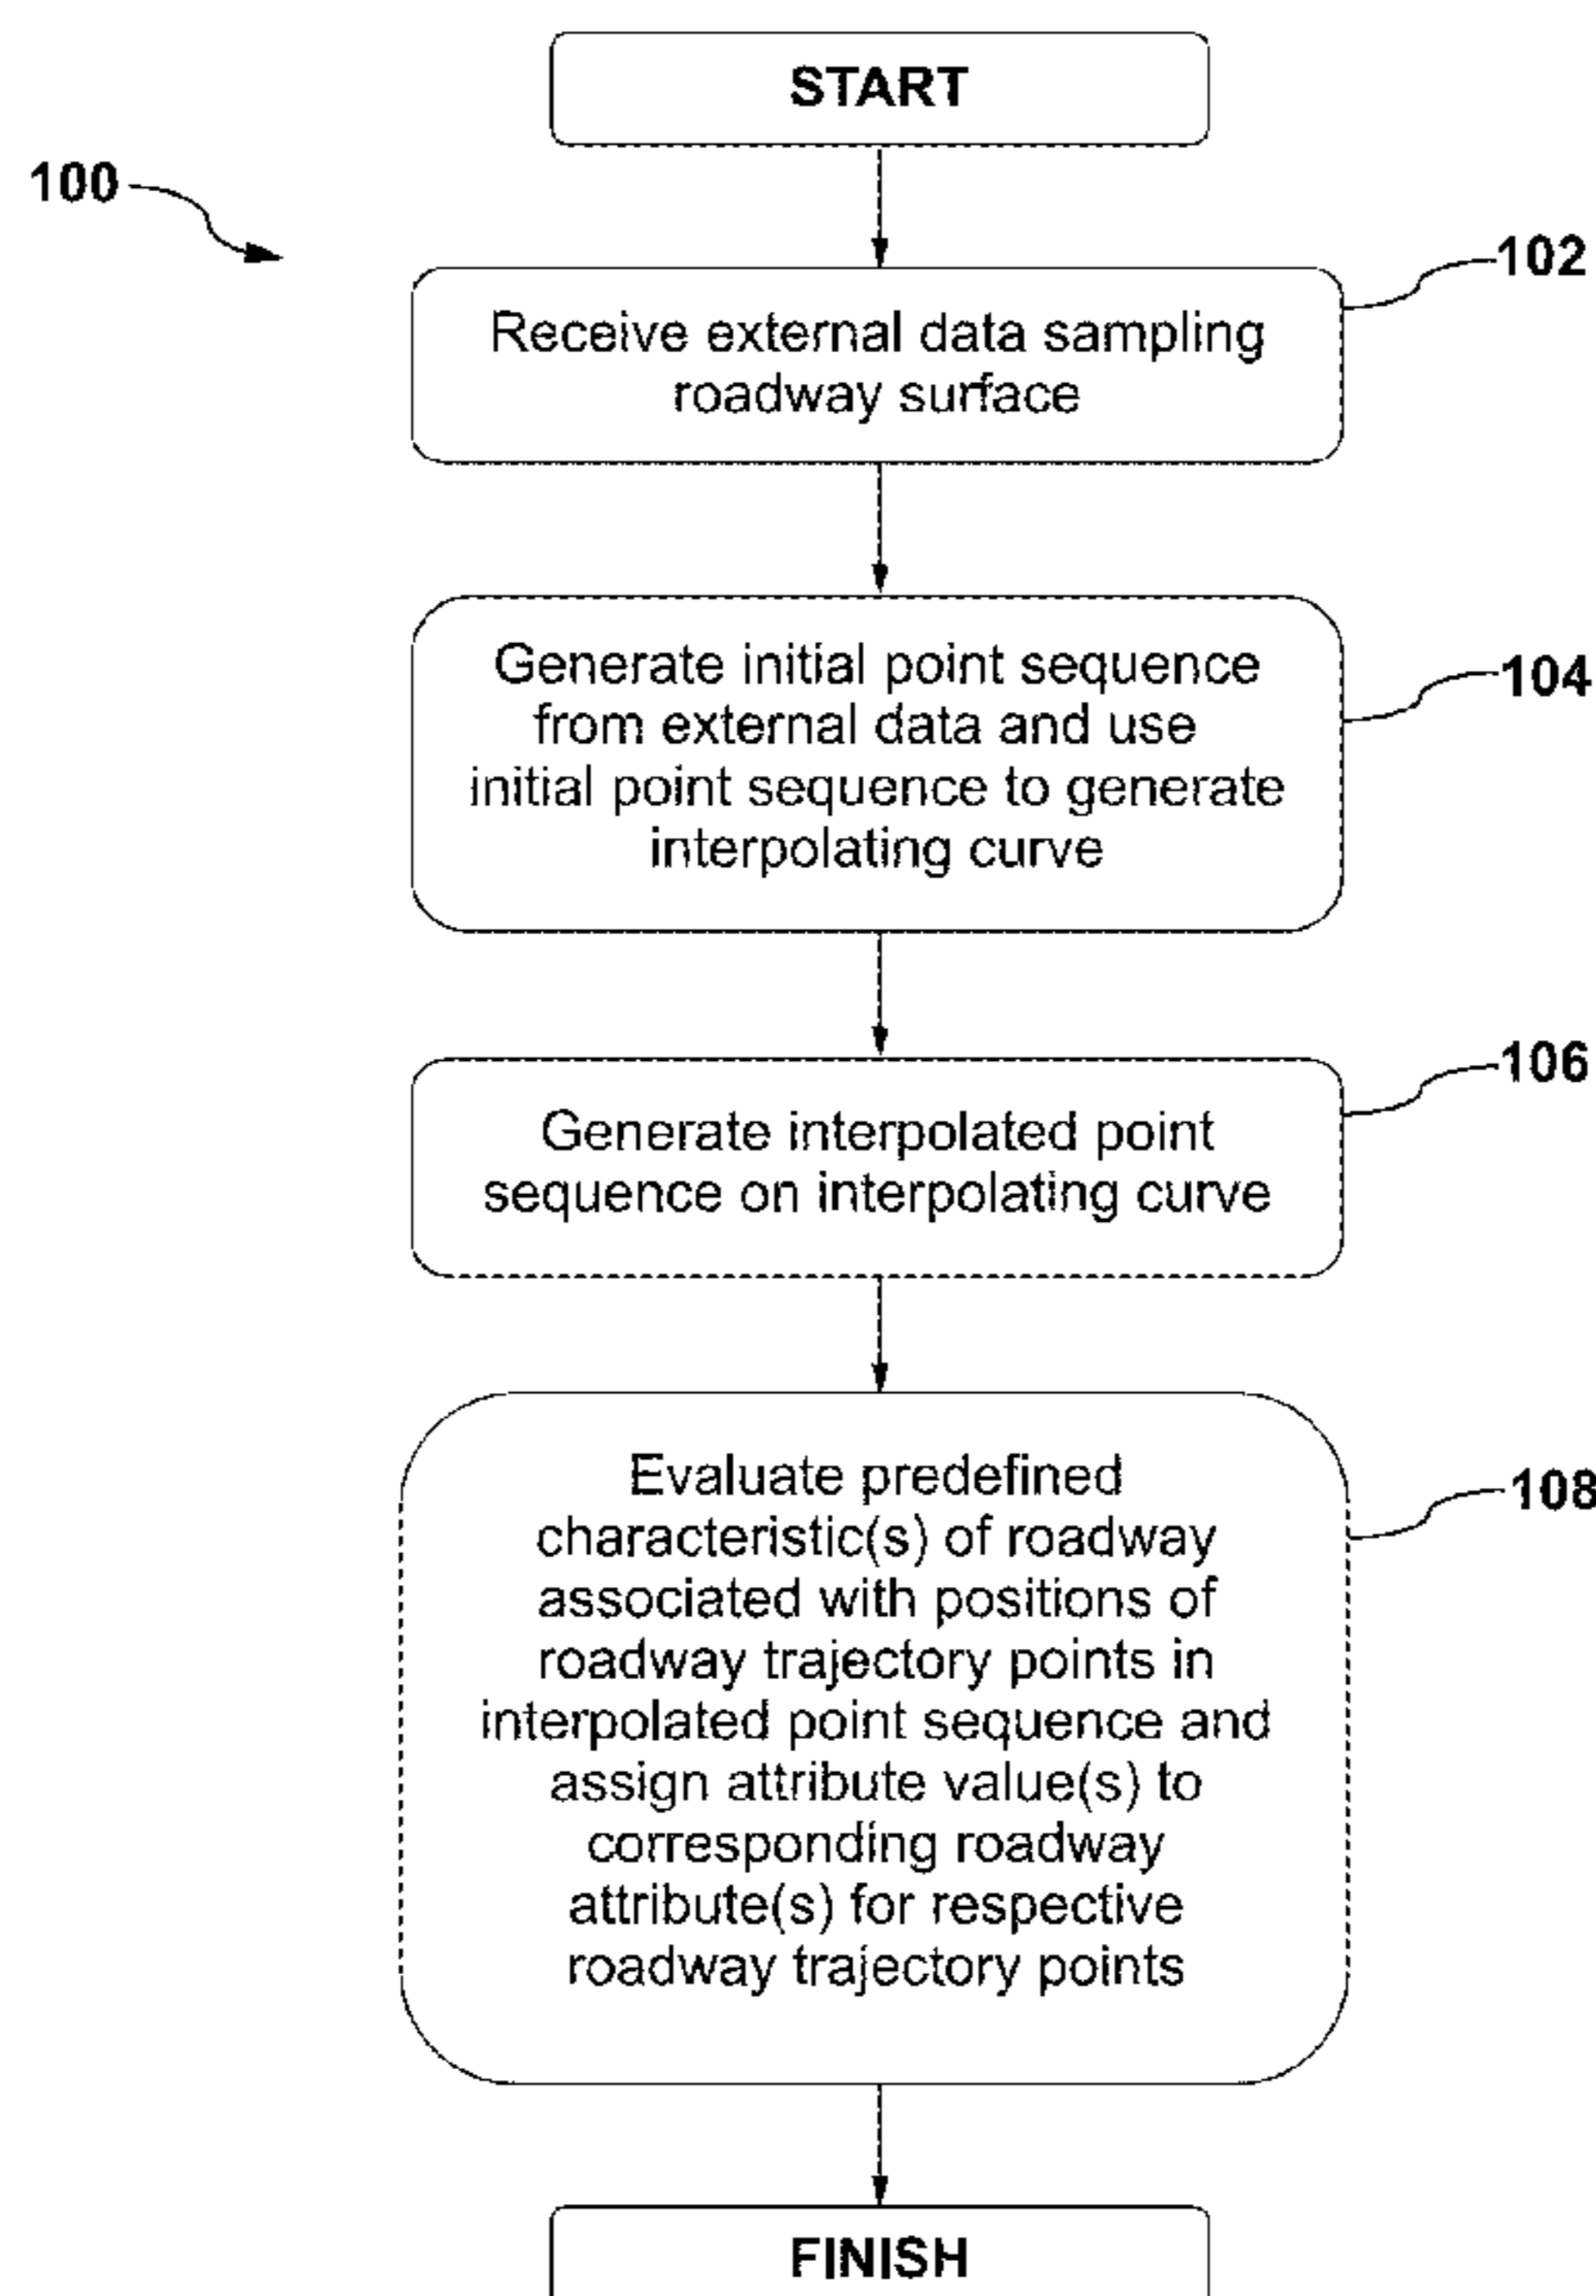 START
100
102
Receive external data sampling
roadway surface
Generate initial point sequence
from external data and use
initial point sequence to generate
interpolating curve
104
106
Generate interpolated point
sequence on interpolating curve
Evaluate predefined
characteristic(s) of roadway
associated with positions of
roadway trajectory points in
interpolated point sequence and
assign attribute value(s) to
corresponding roadway
attribute(s) for respective
roadway trajectory points
108
FINISH